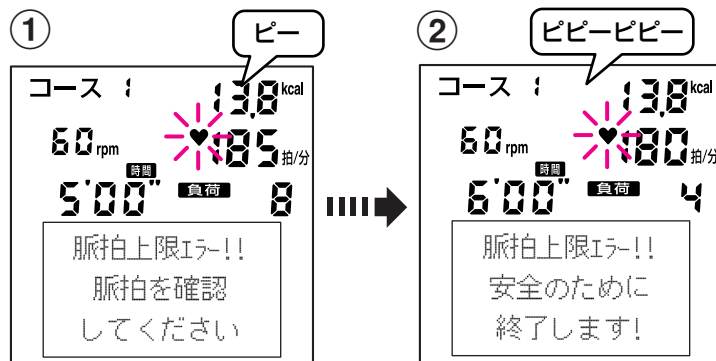 ①
ピー
コース 1
13.8 kcal
60 rpm
♥185 拍/分
時間
5'00"
負荷
8
脈拍上限エラー!!
脈拍を確認
してください
②
ピピーピピー
コース 1
13.8 kcal
60 rpm
♥180 拍/分
時間
6'00"
負荷
4
脈拍上限エラー!!
安全のために
終了します!